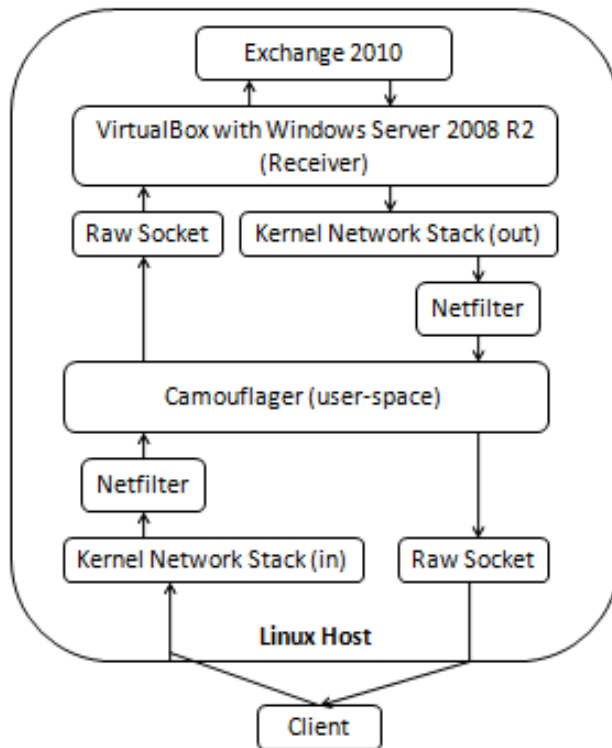 Exchange 2010
VirtualBox with Windows Server 2008 R2
(Receiver)
Raw Socket
Kernel Network Stack (out)
Netfilter
Camouflager (user-space)
Netfilter
Kernel Network Stack (in)
Raw Socket
Linux Host
Client